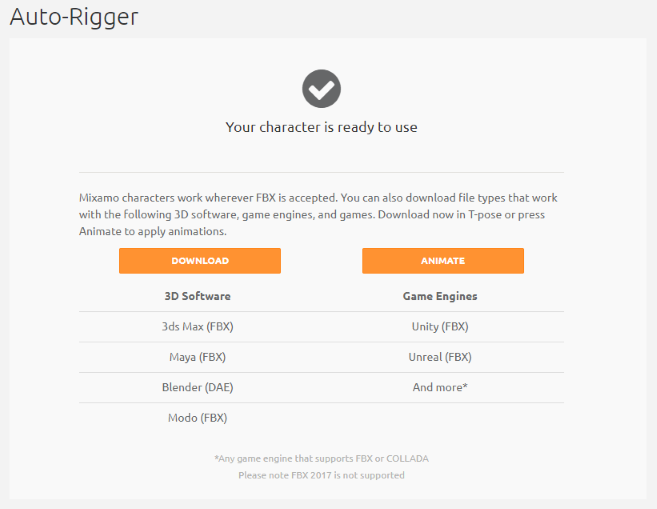 Auto-Rigger
Your character is ready to use
Mixamo characters work wherever FBX is accepted. You can also download file types that work
with the following 3D software, game engines, and games. Download now in T-pose or press
Animate to apply animations.
DOWNLOAD
ANIMATE
3D Software
Game Engines
3ds Max (FBX)
Unity (FBX)
Maya (FBX)
Unreal (FBX)
Blender (DAE)
And more*
Modo (FBX)
*Any game engine that supports FBX or COLLADA
Please note FBX 2017 is not supported